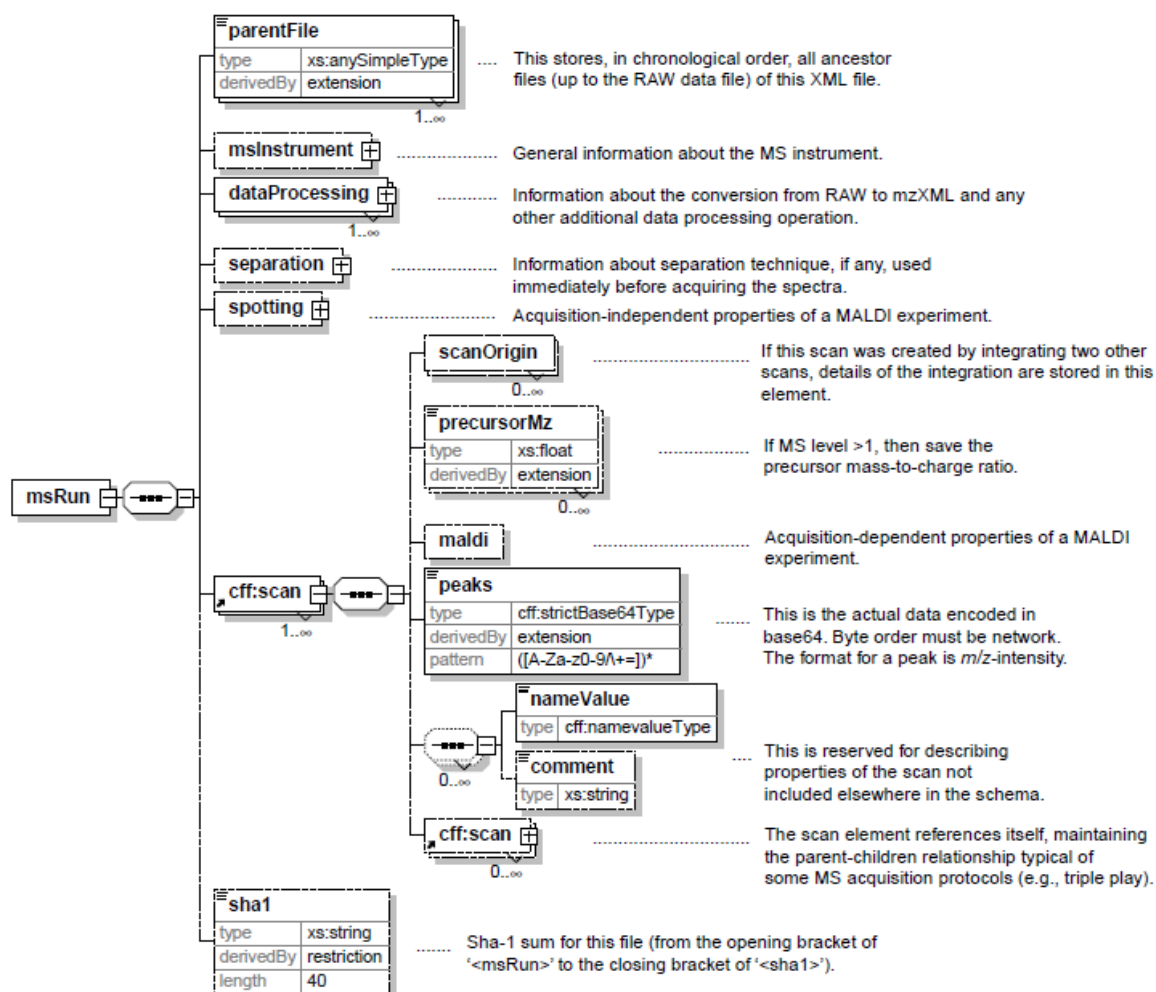 parentFile
type xs:anySimpleType
derivedBy extension
1..∞
This stores, in chronological order, all ancestor
files (up to the RAW data file) of this XML file.
msInstrument
General information about the MS instrument.
dataProcessing
1..∞
Information about the conversion from RAW to mzXML and any
other additional data processing operation.
separation
Information about separation technique, if any, used
immediately before acquiring the spectra.
spotting
Acquisition-independent properties of a MALDI experiment.
scanOrigin
0..∞
If this scan was created by integrating two other
scans, details of the integration are stored in this
element.
precursorMz
type xs:float
derivedBy extension
0..∞
If MS level >1, then save the
precursor mass-to-charge ratio.
msRun
maldi
Acquisition-dependent properties of a MALDI
experiment.
cff:scan
1..∞
peaks
type cff:strictBase64Type
derivedBy extension
pattern ([A-Za-z0-9/\+=])*
This is the actual data encoded in
base64. Byte order must be network.
The format for a peak is m/z-intensity.
0..∞
nameValue
type cff:namevalueType
comment
type xs:string
This is reserved for describing
properties of the scan not
included elsewhere in the schema.
cff:scan
0..∞
The scan element references itself, maintaining
the parent-children relationship typical of
some MS acquisition protocols (e.g., triple play).
sha1
type xs:string
derivedBy restriction
length 40
Sha-1 sum for this file (from the opening bracket of
‘<msRun>’ to the closing bracket of ‘<sha1>’).